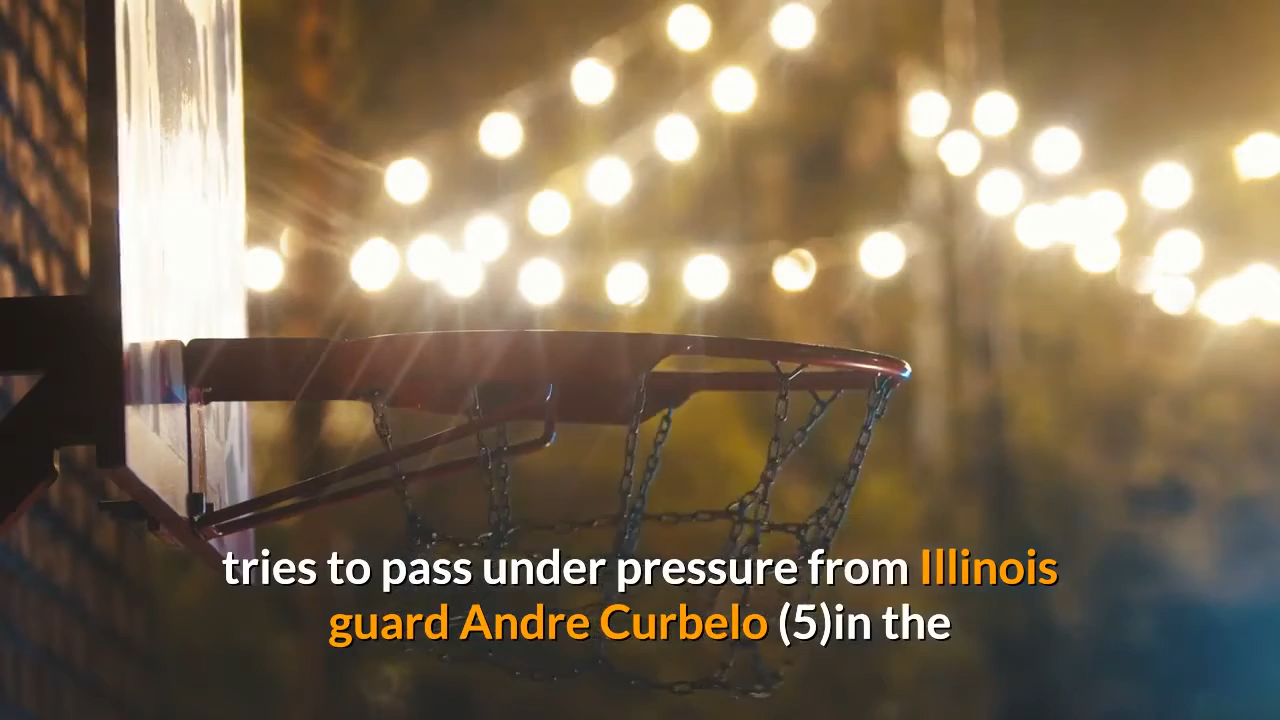 tries to pass under pressure from Illinois
guard Andre Curbelo (5)in the